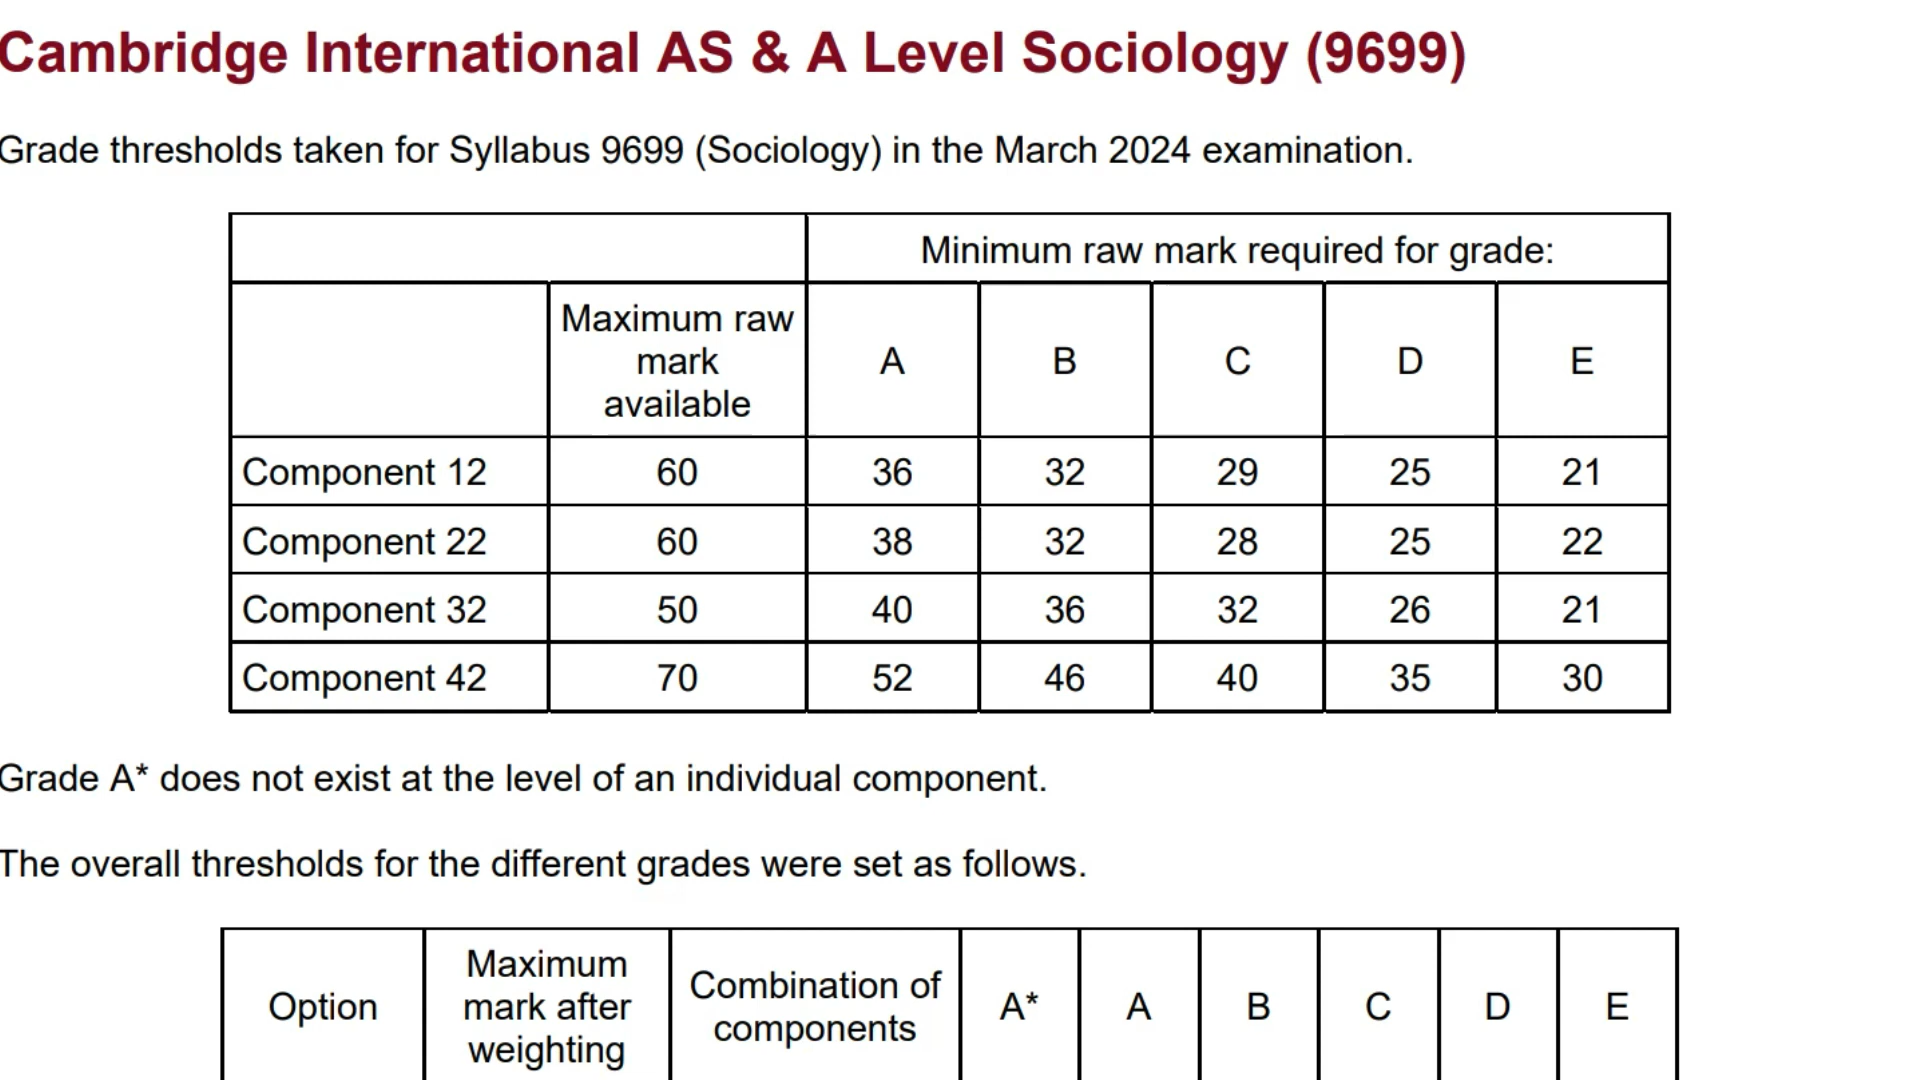 Cambridge International AS & A Level Sociology (9699)
Grade thresholds taken for Syllabus 9699 (Sociology) in the March 2024 examination.
Minimum raw mark required for grade:
Maximum raw mark available A B C D E
Component 12 60 36 32 29 25 21
Component 22 60 38 32 28 25 22
Component 32 50 40 36 32 26 21
Component 42 70 52 46 40 35 30
Grade A* does not exist at the level of an individual component.
The overall thresholds for the different grades were set as follows.
Option Maximum mark after weighting Combination of components A* A B C D E